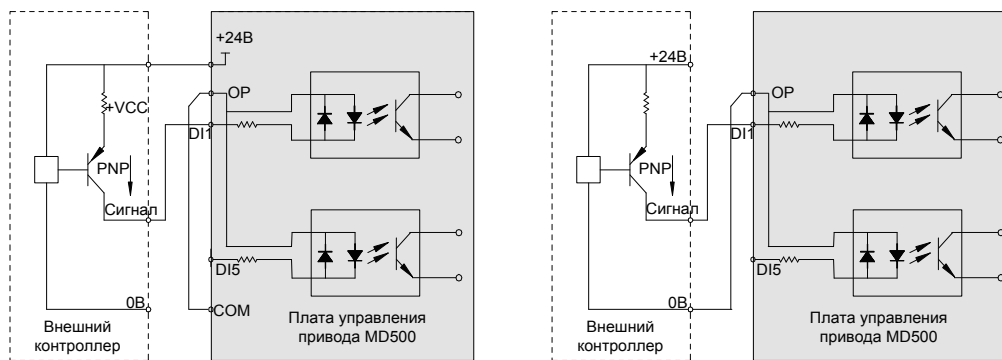 +24В
OP
+VCC
DI1
PNP
Сигнал
DI5
0В
COM
Внешний
контроллер
Плата управления
привода MD500
+24В
OP
DI1
PNP
Сигнал
DI5
0В
Внешний
контроллер
Плата управления
привода MD500